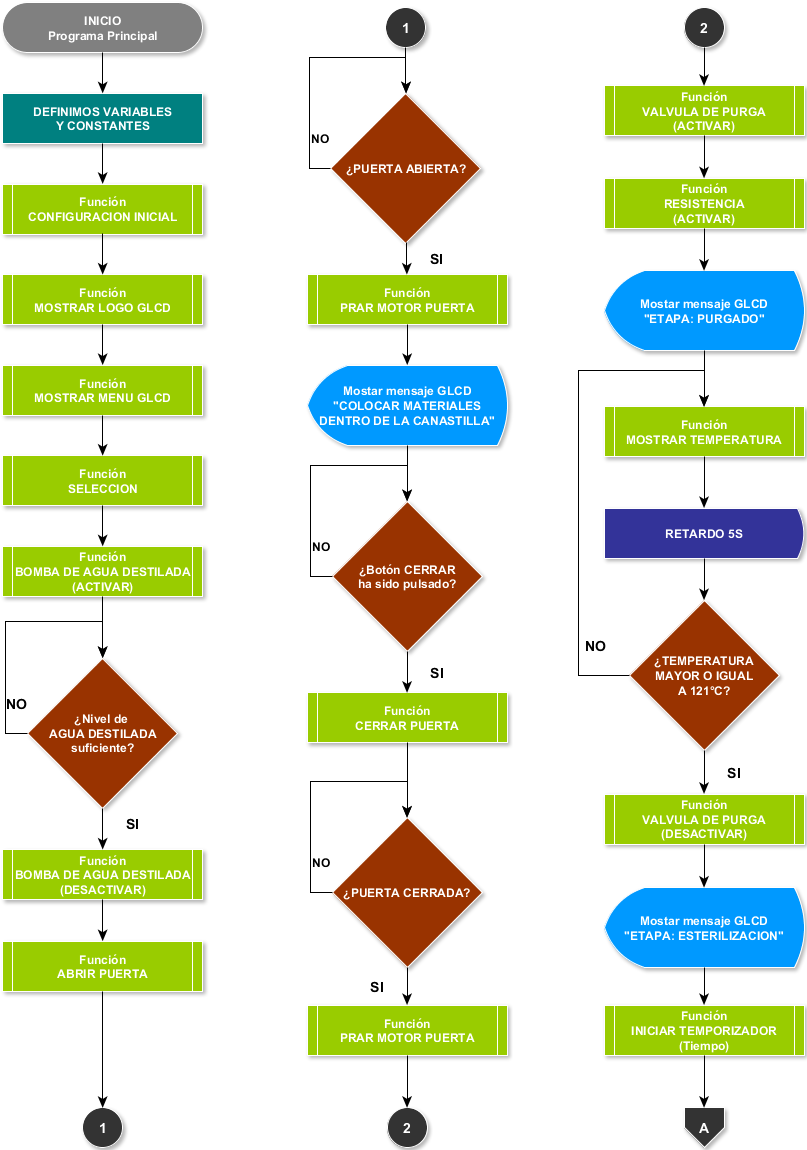 INICIO
Programa Principal
DEFINIMOS VARIABLES
Y CONSTANTES
Función
CONFIGURACION INICIAL
Función
MOSTRAR LOGO GLCD
Función
MOSTRAR MENU GLCD
Función
SELECCION
Función
BOMBA DE AGUA DESTILADA
(ACTIVAR)
NO
¿Nivel de
AGUA DESTILADA
suficiente?
SI
Función
BOMBA DE AGUA DESTILADA
(DESACTIVAR)
Función
ABRIR PUERTA
1
1
NO
¿PUERTA ABIERTA?
SI
Función
PRAR MOTOR PUERTA
Mostar mensaje GLCD
"COLOCAR MATERIALES
DENTRO DE LA CANASTILLA"
NO
¿Botón CERRAR
ha sido pulsado?
SI
Función
CERRAR PUERTA
NO
¿PUERTA CERRADA?
SI
Función
PRAR MOTOR PUERTA
2
2
Función
VALVULA DE PURGA
(ACTIVAR)
Función
RESISTENCIA
(ACTIVAR)
Mostar mensaje GLCD
"ETAPA: PURGADO"
Función
MOSTRAR TEMPERATURA
RETARDO 5S
NO
¿TEMPERATURA
MAYOR O IGUAL
A 121°C?
SI
Función
VALVULA DE PURGA
(DESACTIVAR)
Mostar mensaje GLCD
"ETAPA: ESTERILIZACION"
Función
INICIAR TEMPORIZADOR
(Tiempo)
A